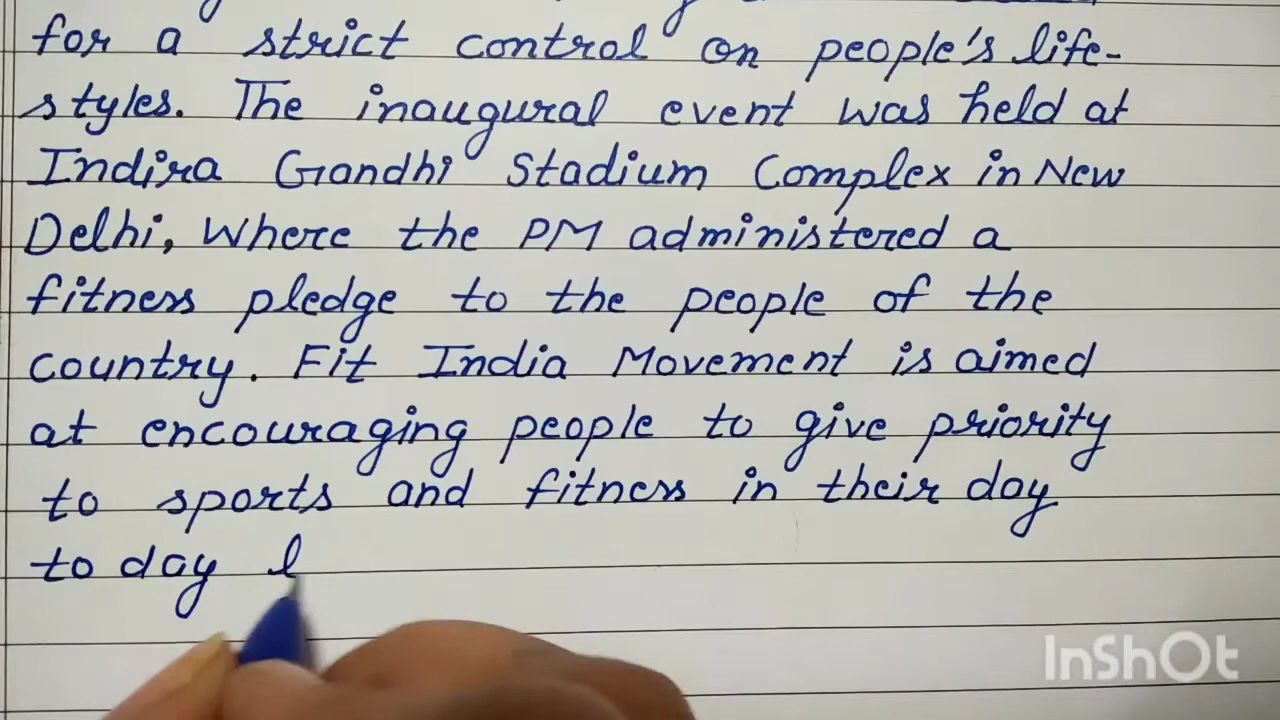 for a strict control on people's life-
styles. The inaugural event was held at
Indira Gandhi Stadium Complex in New
Delhi, Where the PM administered a
fitness pledge to the people of the
country. Fit India Movement is aimed
at encouraging people to give priority
to sports and fitness in their day
to day l
InShOt